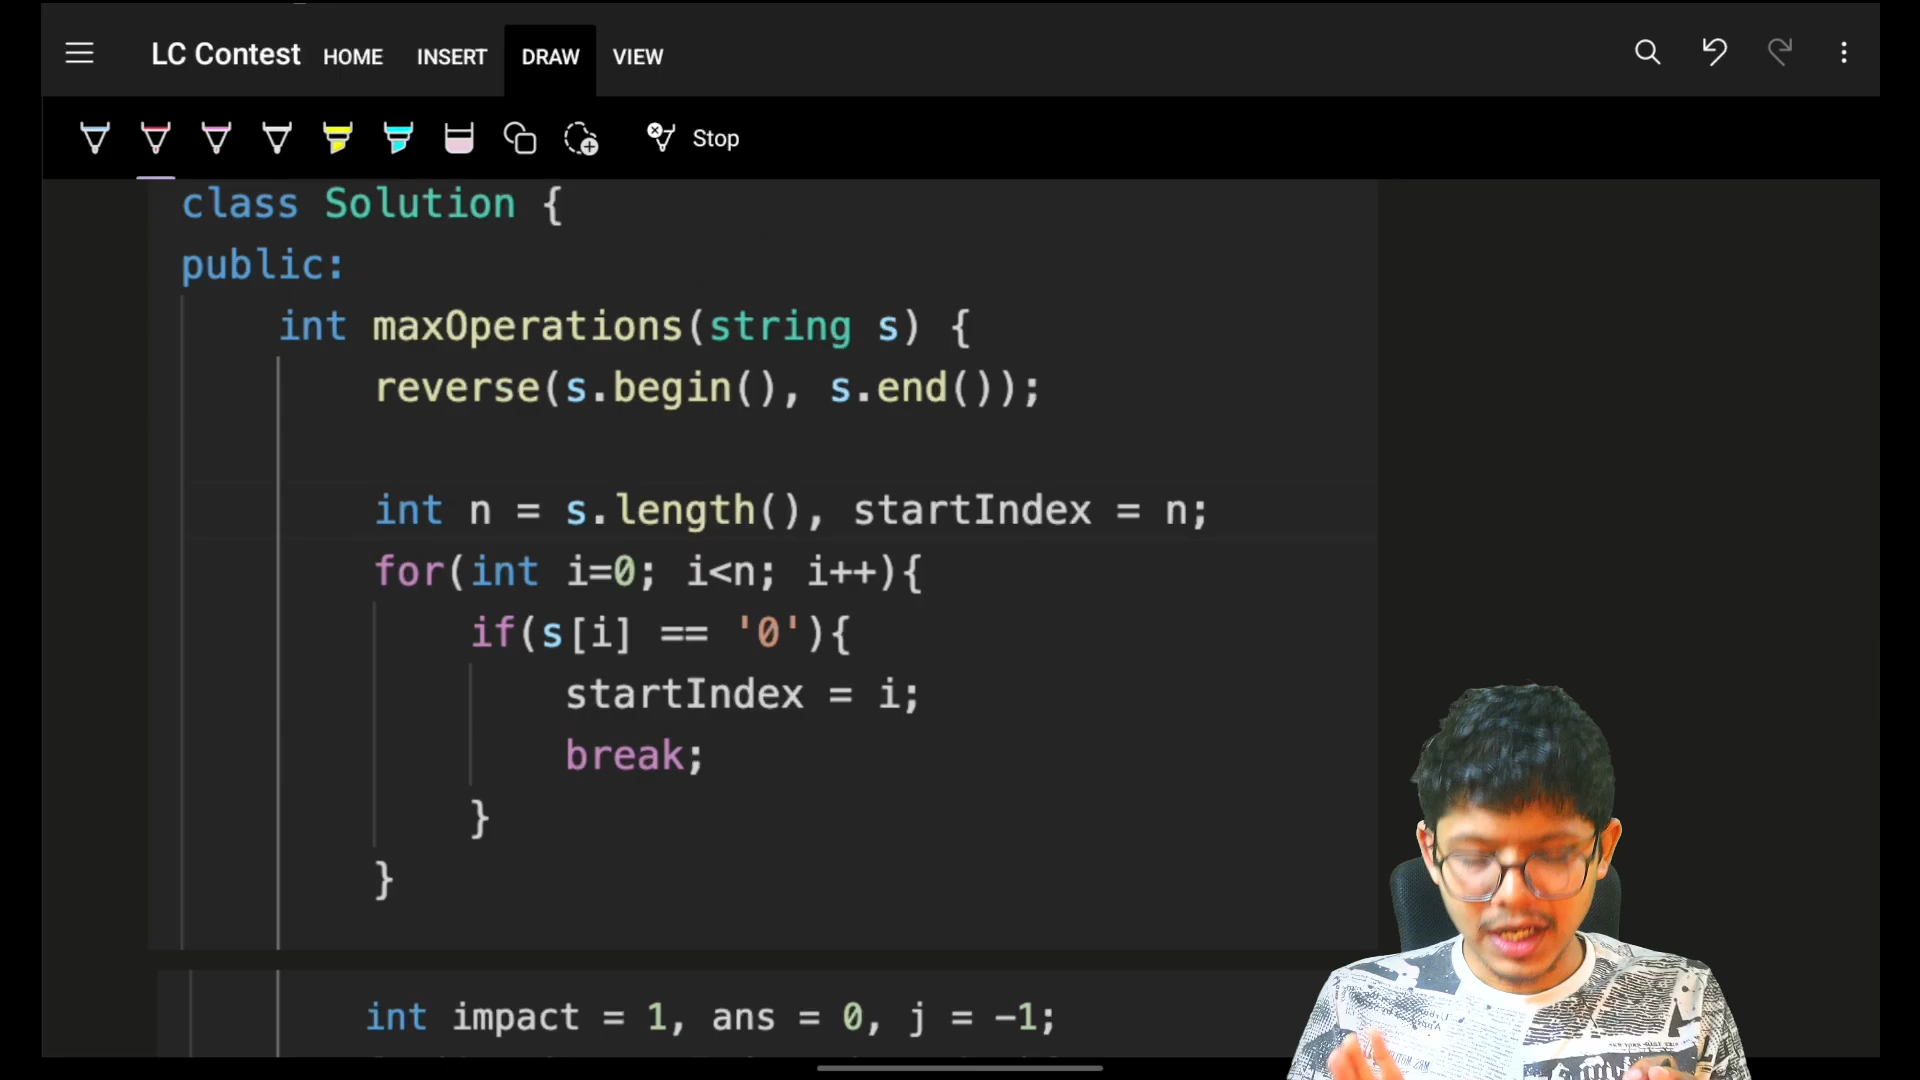 LC Contest HOME INSERT DRAW VIEW
Stop
class Solution {
public:
int maxOperations(string s) {
reverse(s.begin(), s.end());
int n = s.length(), startIndex = n;
for(int i=0; i<n; i++){
if(s[i] == '0'){
startIndex = i;
break;
}
}
int impact = 1, ans = 0, j = -1;